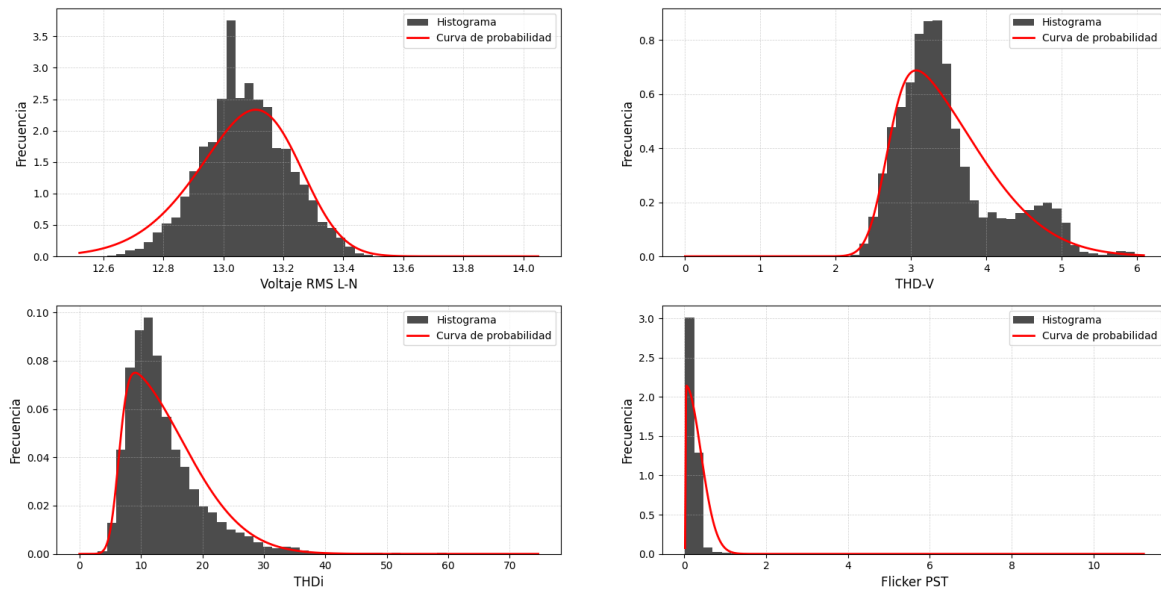 3.5
3.0
2.5
2.0
1.5
1.0
0.5
0.0
Frecuencia
Histograma
Curva de probabilidad
12.6 12.8 13.0 13.2 13.4 13.6 13.8 14.0
Voltaje RMS L-N
0.8
0.6
0.4
0.2
0.0
Frecuencia
Histograma
Curva de probabilidad
0 1 2 3 4 5 6
THD-V
0.10
0.08
0.06
0.04
0.02
0.00
Frecuencia
Histograma
Curva de probabilidad
0 10 20 30 40 50 60 70
THDi
3.0
2.5
2.0
1.5
1.0
0.5
0.0
Frecuencia
Histograma
Curva de probabilidad
0 2 4 6 8 10
Flicker PST